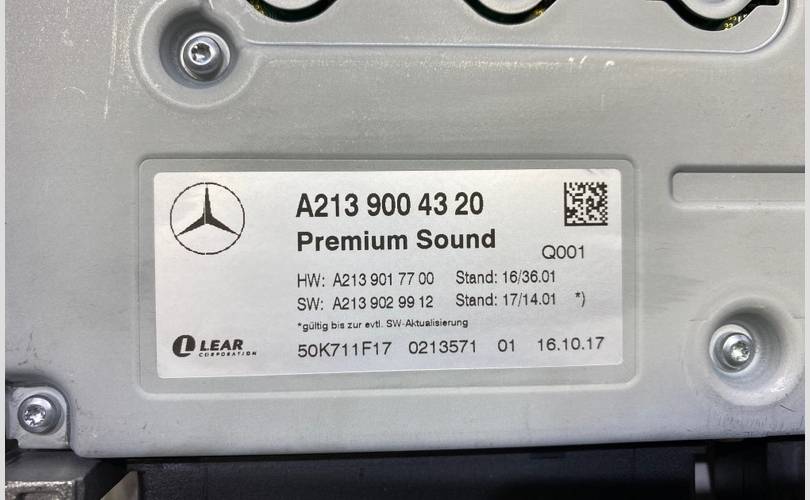 A213 900 43 20
Premium Sound
Q001
HW: A213 901 77 00 Stand: 16/36.01
SW: A213 902 99 12 Stand: 17/14.01 *)
*gültig bis zur evtl. SW-Aktualisierung
LEAR
CORPORATION
50K711F17 0213571 01 16.10.17